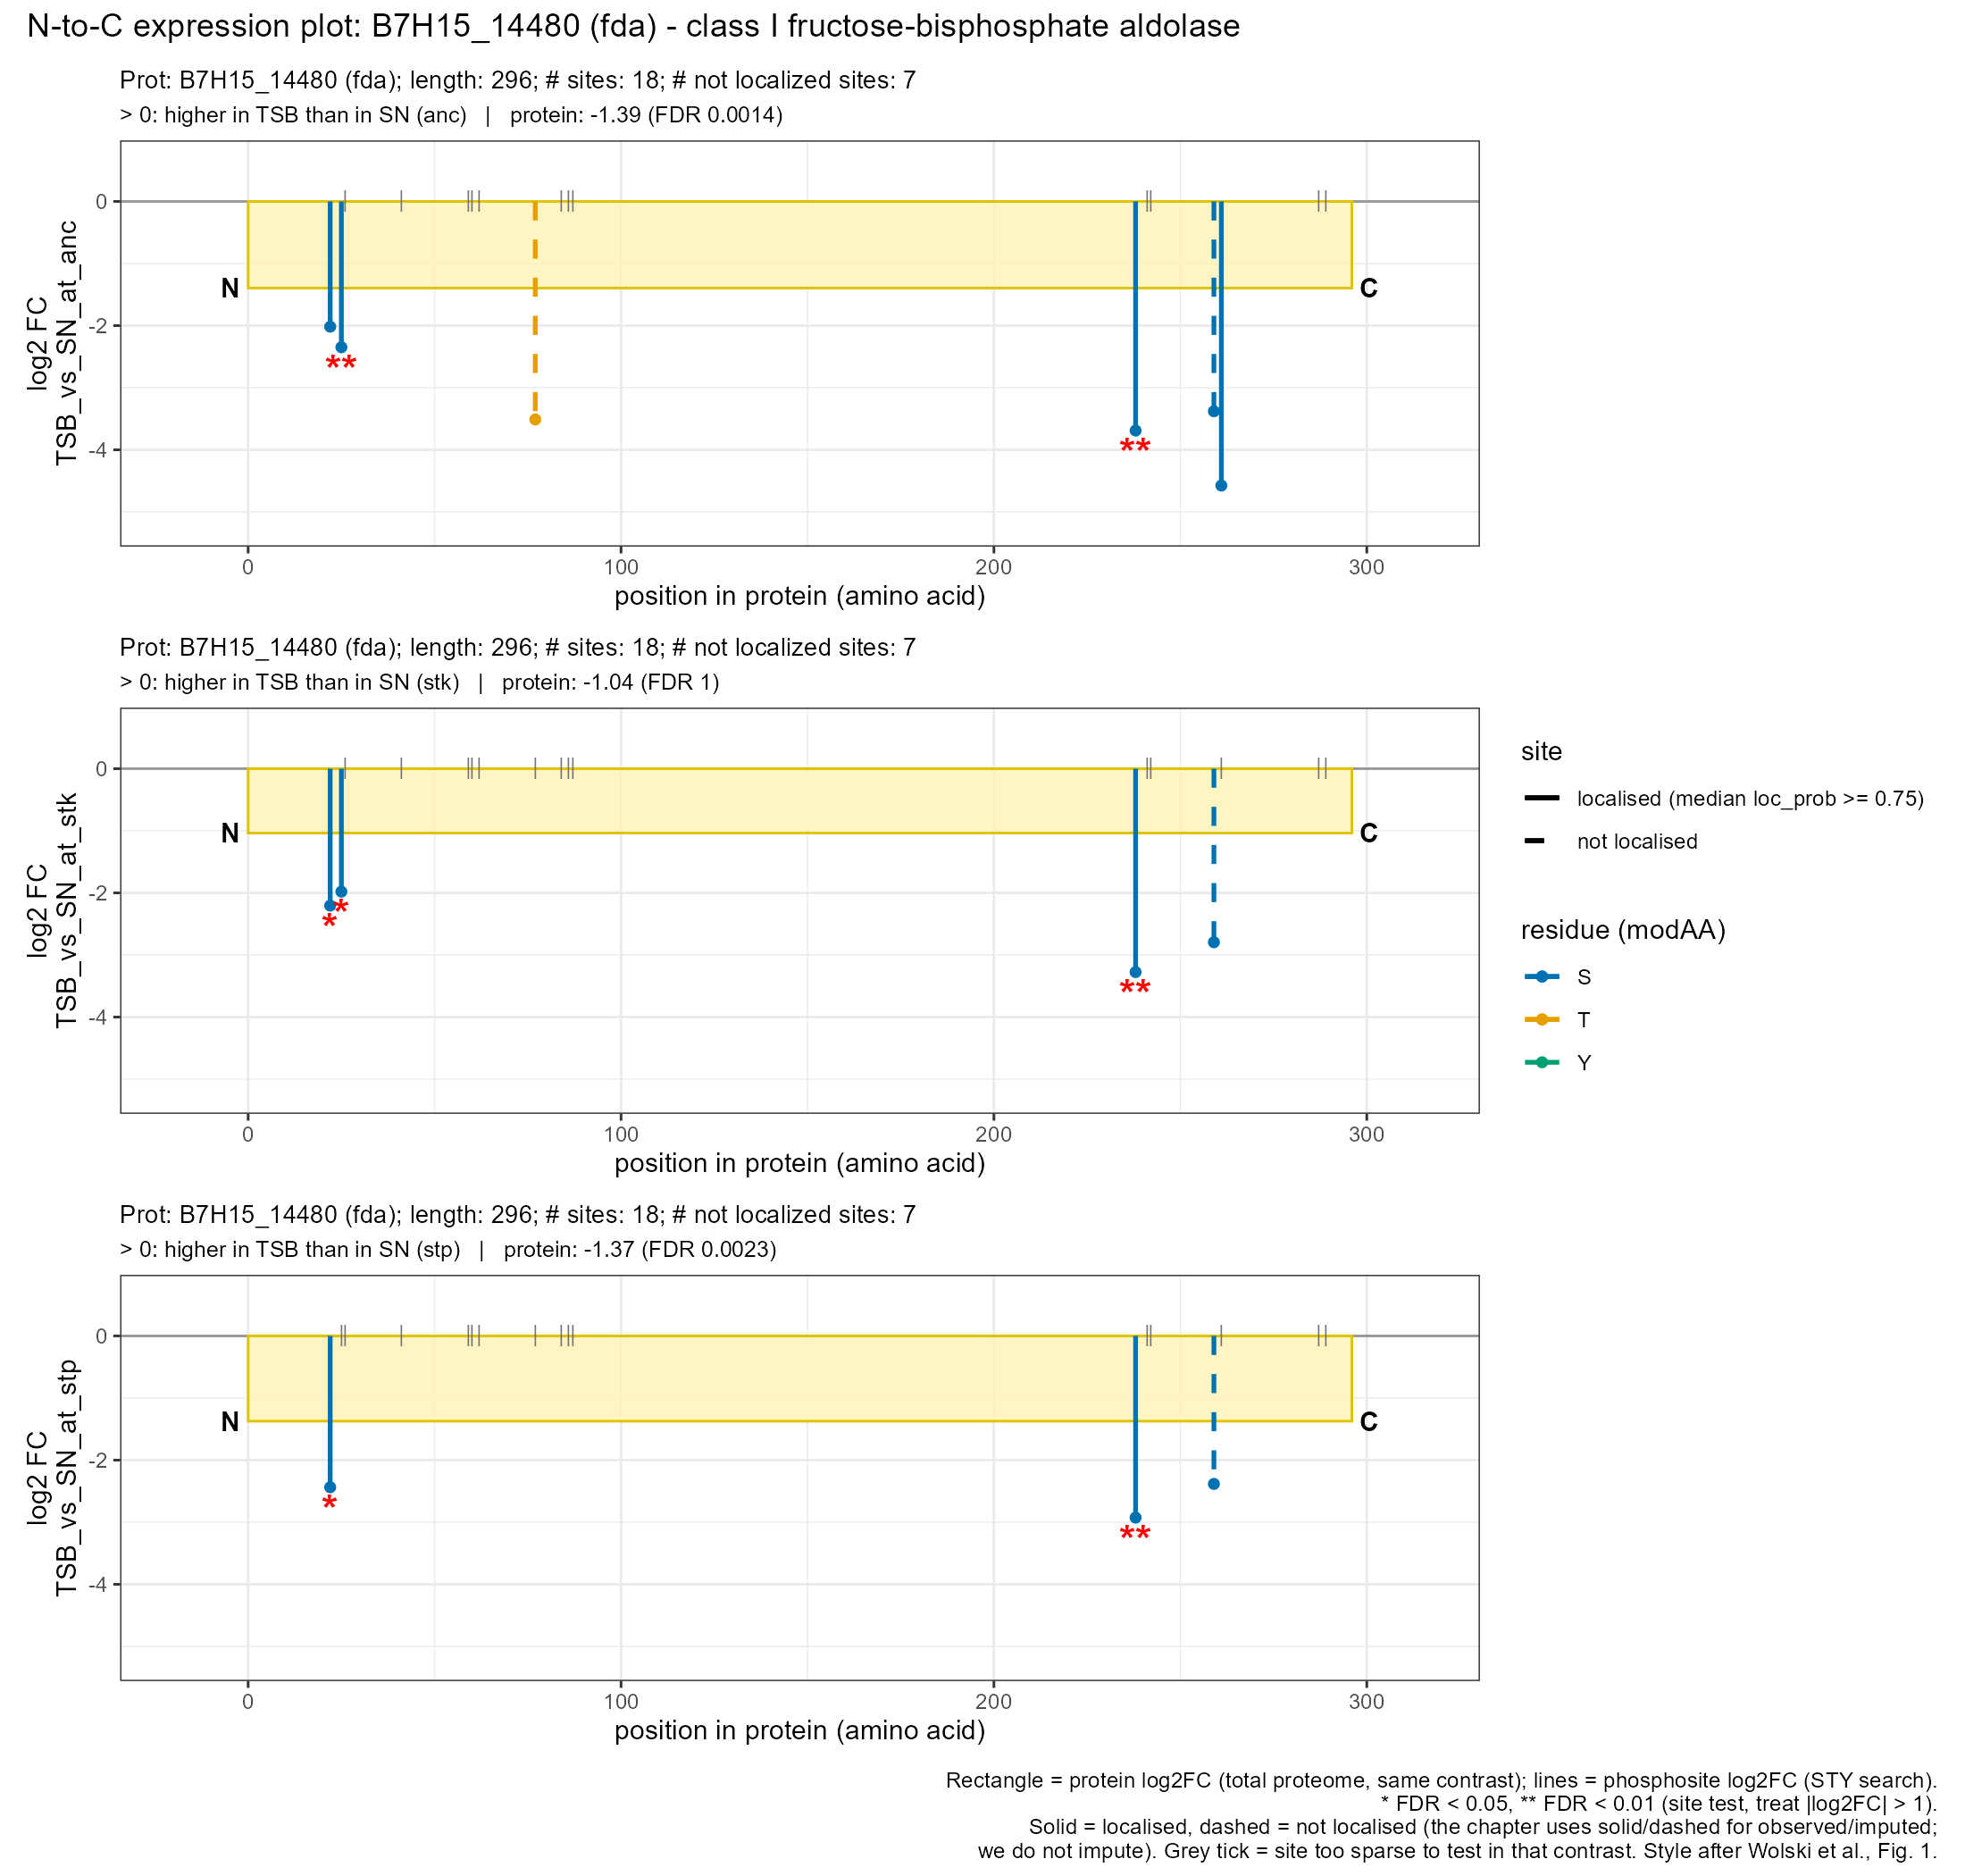 N-to-C expression plot: B7H15_14480 (fda) - class I fructose-bisphosphate aldolase
Prot: B7H15_14480 (fda); length: 296; # sites: 18; # not localized sites: 7
> 0: higher in TSB than in SN (anc)   |   protein: -1.39 (FDR 0.0014)
log2 FC
TSB_vs_SN_at_anc
0
-2
-4
N
C
**
**
0
100
200
300
position in protein (amino acid)
Prot: B7H15_14480 (fda); length: 296; # sites: 18; # not localized sites: 7
> 0: higher in TSB than in SN (stk)   |   protein: -1.04 (FDR 1)
log2 FC
TSB_vs_SN_at_stk
0
-2
-4
N
C
*
*
**
0
100
200
300
position in protein (amino acid)
site
localised (median loc_prob >= 0.75)
not localised
residue (modAA)
S
T
Y
Prot: B7H15_14480 (fda); length: 296; # sites: 18; # not localized sites: 7
> 0: higher in TSB than in SN (stp)   |   protein: -1.37 (FDR 0.0023)
log2 FC
TSB_vs_SN_at_stp
0
-2
-4
N
C
*
**
0
100
200
300
position in protein (amino acid)
Rectangle = protein log2FC (total proteome, same contrast); lines = phosphosite log2FC (STY search).
* FDR < 0.05, ** FDR < 0.01 (site test, treat |log2FC| > 1).
Solid = localised, dashed = not localised (the chapter uses solid/dashed for observed/imputed;
we do not impute). Grey tick = site too sparse to test in that contrast. Style after Wolski et al., Fig. 1.